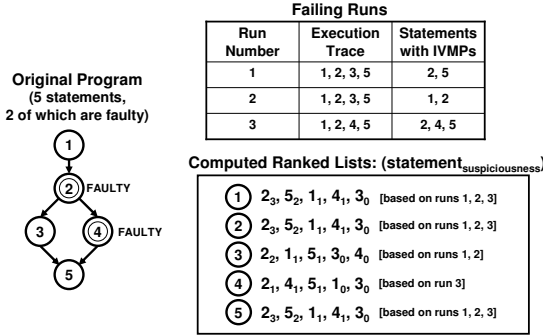 Failing Runs
Run Number Execution Trace Statements with IVMPs
1 1, 2, 3, 5 2, 5
2 1, 2, 3, 5 1, 2
3 1, 2, 4, 5 2, 4, 5
Original Program
(5 statements,
2 of which are faulty)
1
2 FAULTY
3 4 FAULTY
5
Computed Ranked Lists: (statement_suspiciousness)
1 2₃, 5₂, 1₁, 4₁, 3₀ [based on runs 1, 2, 3]
2 2₃, 5₂, 1₁, 4₁, 3₀ [based on runs 1, 2, 3]
3 2₂, 1₁, 5₁, 3₀, 4₀ [based on runs 1, 2]
4 2₁, 4₁, 5₁, 1₀, 3₀ [based on run 3]
5 2₃, 5₂, 1₁, 4₁, 3₀ [based on runs 1, 2, 3]